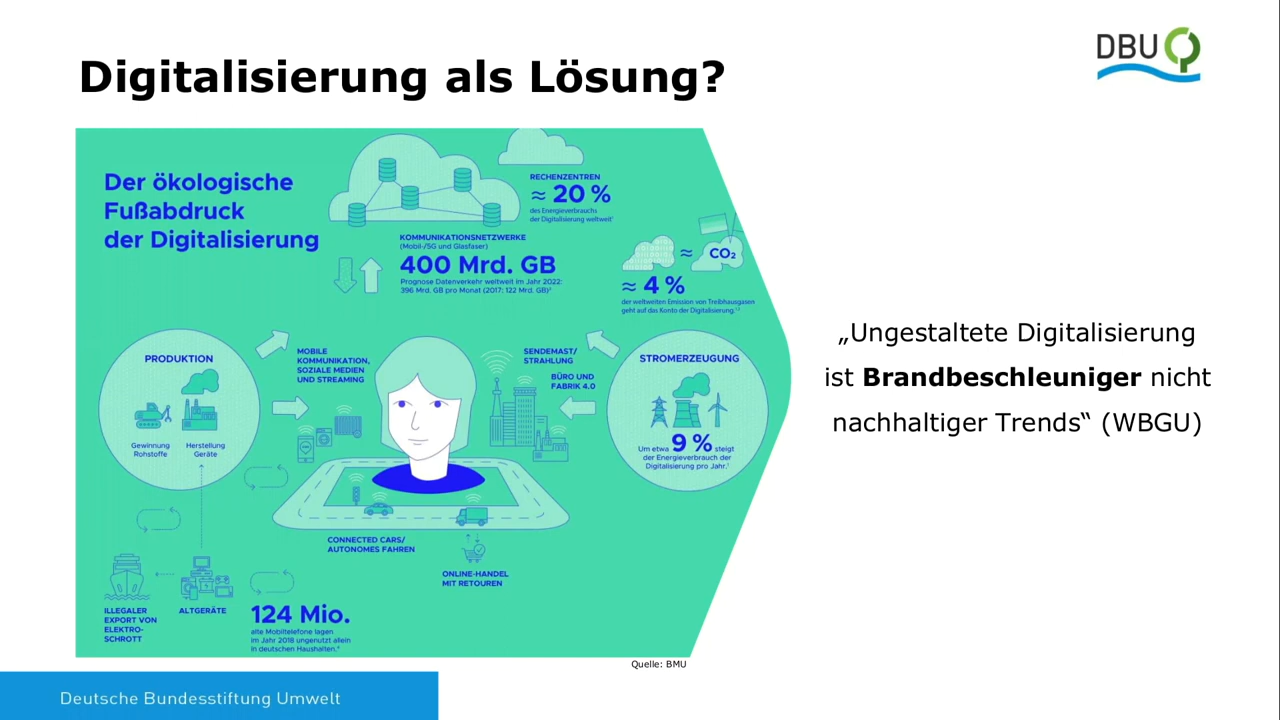 Digitalisierung als Lösung?
DBU
Der ökologische
Fußabdruck
der Digitalisierung
RECHENZENTREN
≈ 20 %
des Energieverbrauchs
der Digitalisierung weltweit¹
KOMMUNIKATIONSNETZWERKE
(Mobil-/5G und Glasfaser)
400 Mrd. GB
Prognose Datenverkehr weltweit im Jahr 2022:
396 Mrd. GB pro Monat (2017: 122 Mrd. GB)²
≈ CO₂
≈ 4 %
der weltweiten Emission von Treibhausgasen
geht auf das Konto der Digitalisierung.¹,³
PRODUKTION
Gewinnung
Rohstoffe
Herstellung
Geräte
MOBILE
KOMMUNIKATION,
SOZIALE MEDIEN
UND STREAMING
SENDEMAST/
STRAHLUNG
BÜRO UND
FABRIK 4.0
STROMERZEUGUNG
Um etwa 9 % steigt
der Energieverbrauch der
Digitalisierung pro Jahr.¹
CONNECTED CARS/
AUTONOMES FAHREN
ONLINE-HANDEL
MIT RETOUREN
ILLEGALER
EXPORT VON
ELEKTRO-
SCHROTT
ALTGERÄTE
124 Mio.
alte Mobiltelefone lagen
im Jahr 2018 ungenutzt allein
in deutschen Haushalten.⁴
„Ungestaltete Digitalisierung
ist Brandbeschleuniger nicht
nachhaltiger Trends“ (WBGU)
Quelle: BMU
Deutsche Bundesstiftung Umwelt